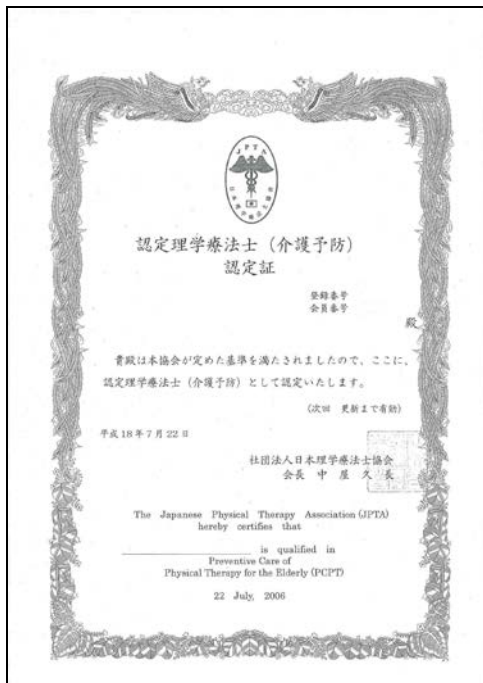 JPTA
認定理学療法士(介護予防)
認定証
登録番号
会員番号
殿
貴殿は本協会が定めた基準を満たされましたので、ここに、
認定理学療法士(介護予防)として認定いたします。
(次回 更新まで有効)
平成18年7月22日
社団法人日本理学療法士協会
会長 中屋久長
The Japanese Physical Therapy Association (JPTA)
hereby certifies that
is qualified in
Preventive Care of
Physical Therapy for the Elderly (PCPT)
22 July, 2006